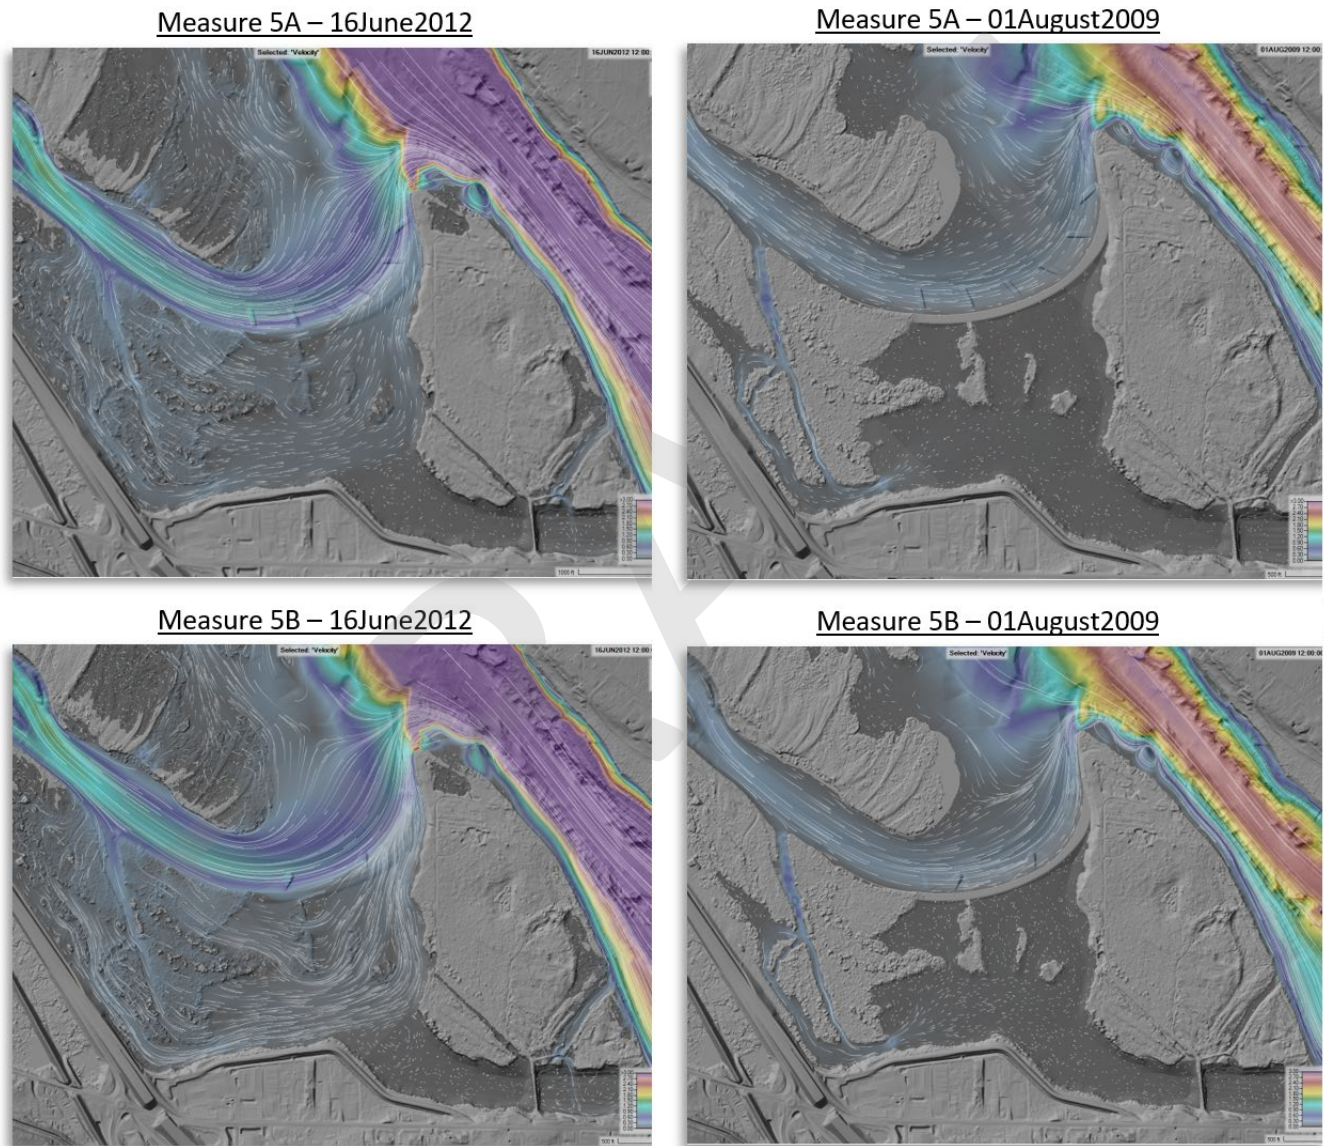 Measure 5A – 16June2012
Measure 5A – 01August2009
Selected: 'Velocity'
16JUN2012 12:00
Selected: 'Velocity'
01AUG2009 12:00
1000 ft
500 ft
Measure 5B – 16June2012
Measure 5B – 01August2009
Selected: 'Velocity'
16JUN2012 12:00
Selected: 'Velocity'
01AUG2009 12:00:00
500 ft
500 ft